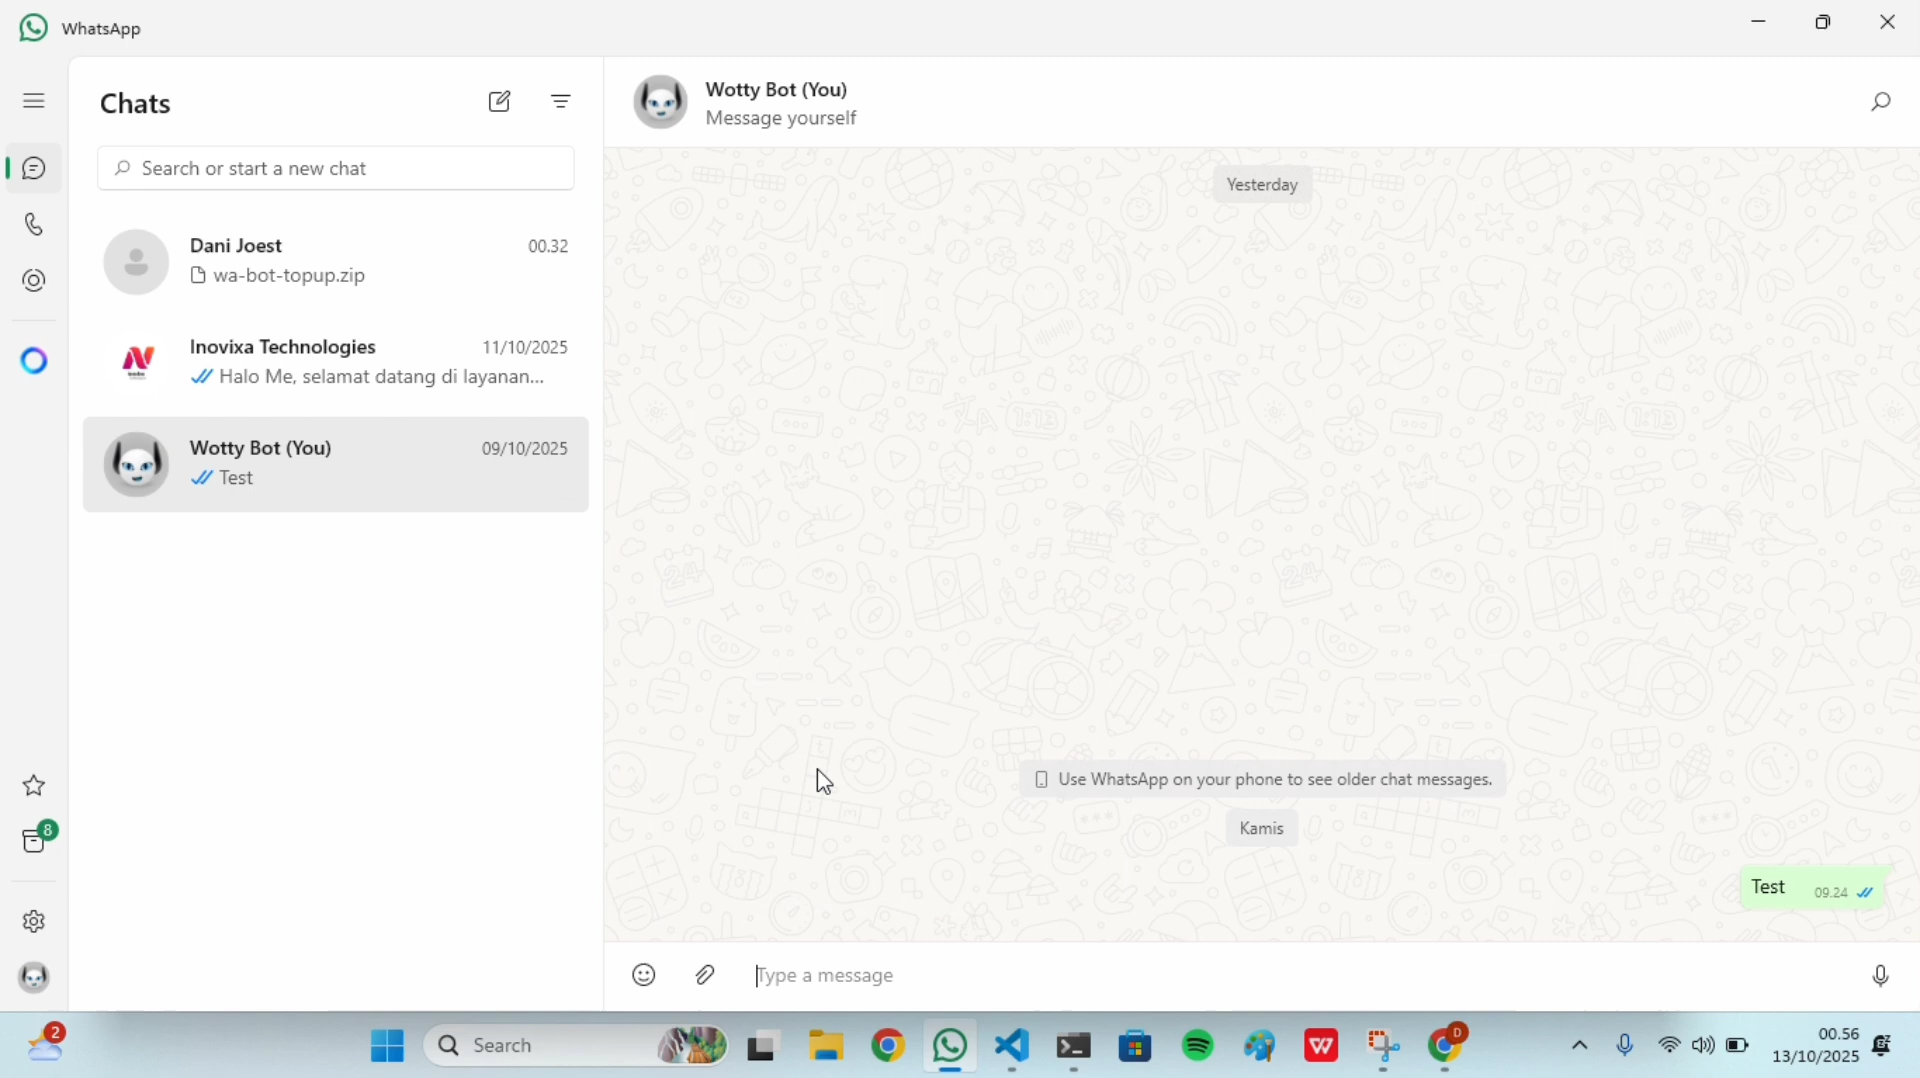 WhatsApp
Chats
Search or start a new chat
Dani Joest 00.32
wa-bot-topup.zip
Inovixa Technologies 11/10/2025
Halo Me, selamat datang di layanan...
Wotty Bot (You) 09/10/2025
Test
8
Wotty Bot (You)
Message yourself
Yesterday
Use WhatsApp on your phone to see older chat messages.
Kamis
Test 09.24
Type a message
2
Search
W
D
00.56
13/10/2025